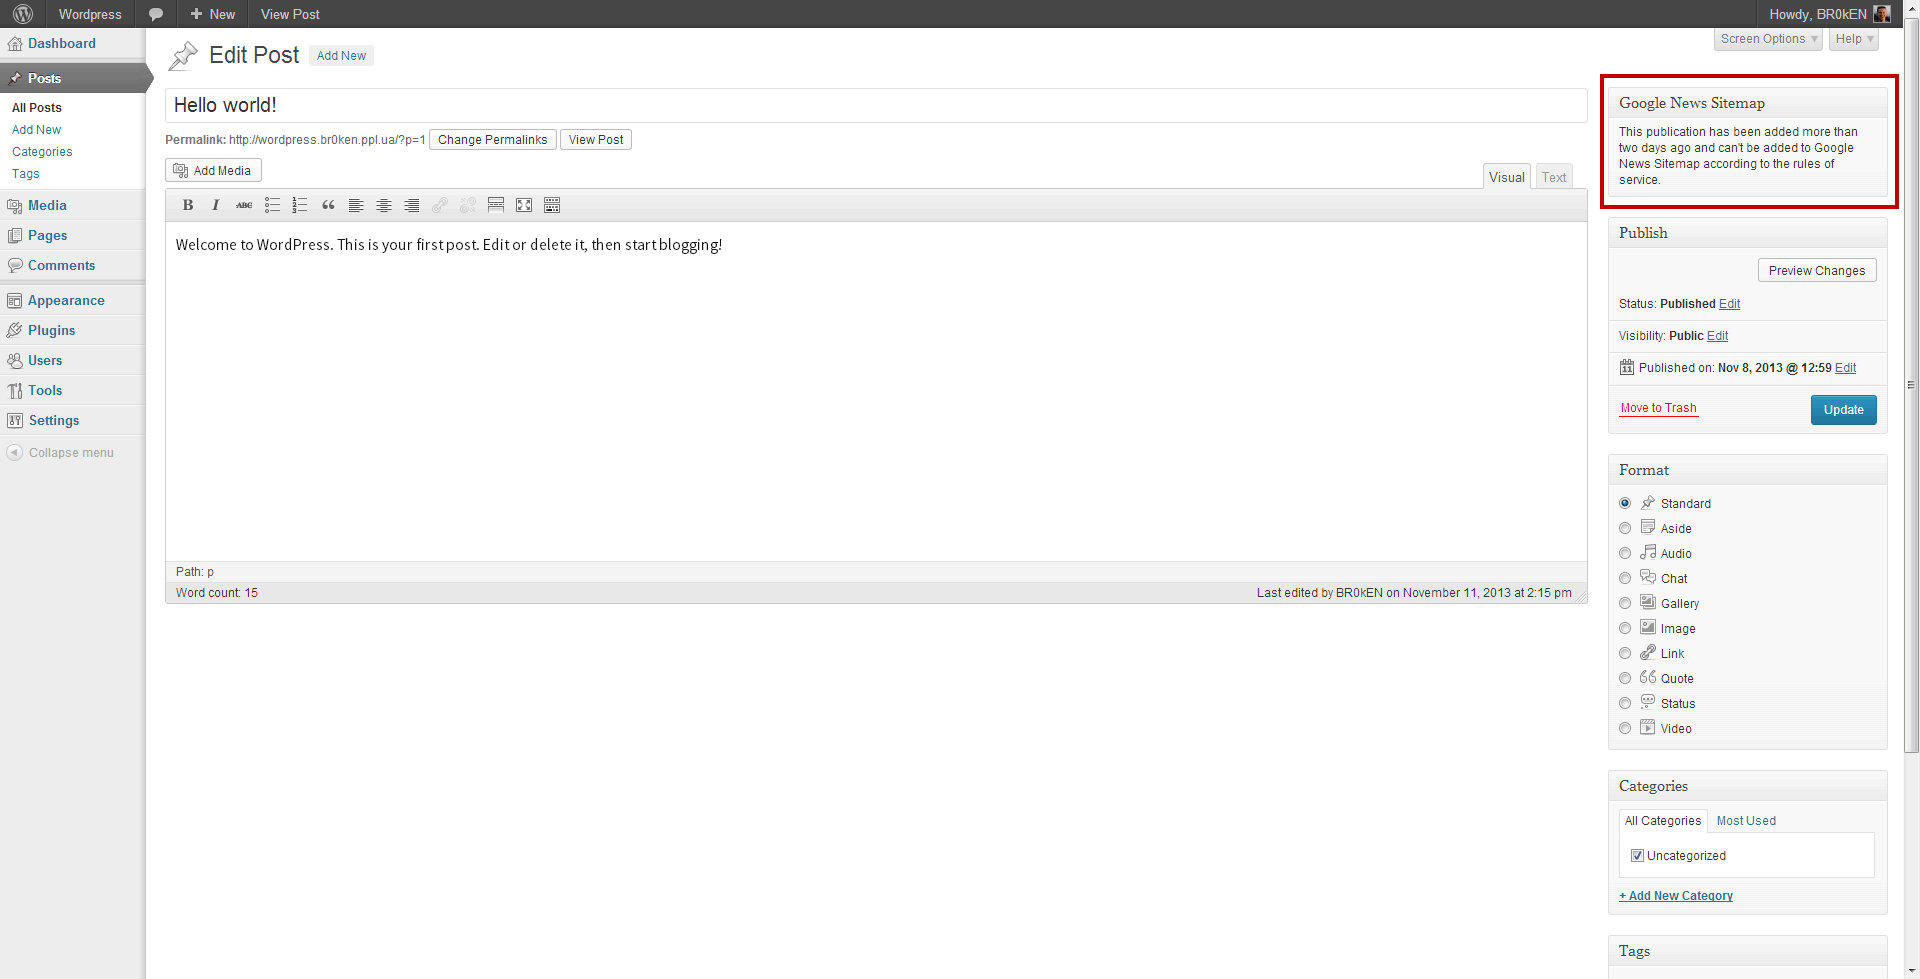 Wordpress
New
View Post
Howdy, BR0kEN
Dashboard
Posts
All Posts
Add New
Categories
Tags
Media
Pages
Comments
Appearance
Plugins
Users
Tools
Settings
Collapse menu
Screen Options
Help
Edit Post
Add New
Hello world!
Permalink: http://wordpress.br0ken.ppl.ua/?p=1
Change Permalinks
View Post
Add Media
Visual
Text
B
I
ABC
Welcome to WordPress. This is your first post. Edit or delete it, then start blogging!
Path: p
Word count: 15
Last edited by BR0kEN on November 11, 2013 at 2:15 pm
Google News Sitemap
This publication has been added more than
two days ago and can't be added to Google
News Sitemap according to the rules of
service.
Publish
Preview Changes
Status: Published Edit
Visibility: Public Edit
11
Published on: Nov 8, 2013 @ 12:59 Edit
Move to Trash
Update
Format
Standard
Aside
Audio
Chat
Gallery
Image
Link
Quote
Status
Video
Categories
All Categories
Most Used
Uncategorized
+ Add New Category
Tags